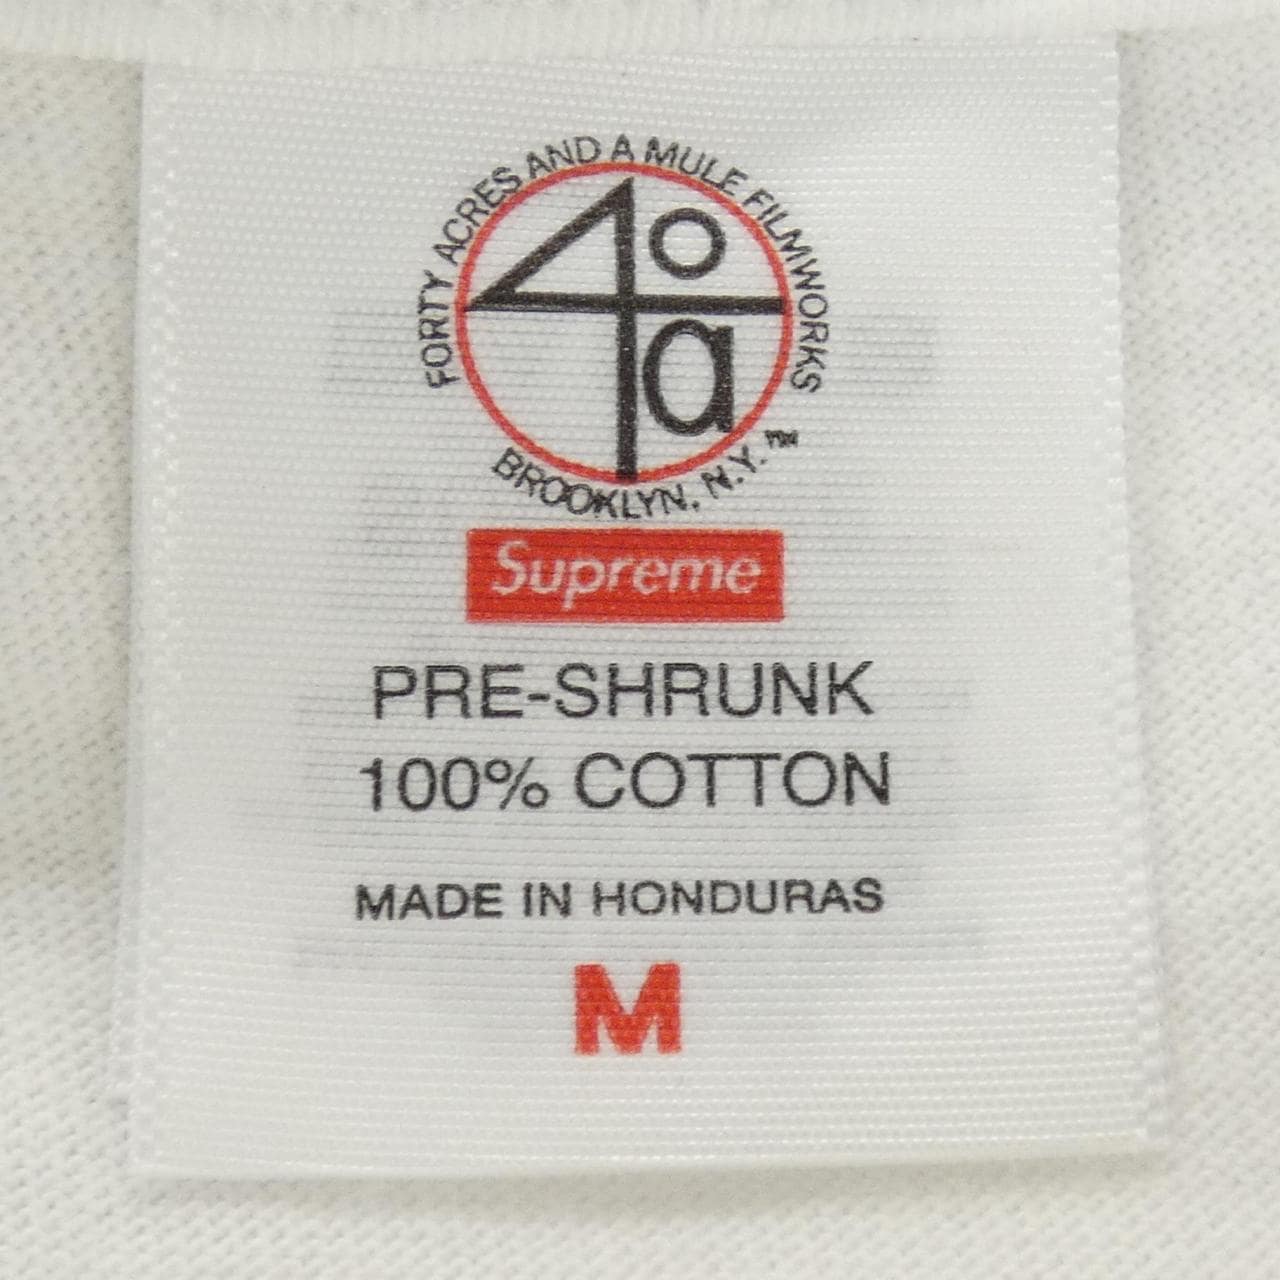 FORTY ACRES AND A MULE FILMWORKS
4
o
a
BROOKLYN, N.Y.™
Supreme
PRE-SHRUNK
100% COTTON
MADE IN HONDURAS
M